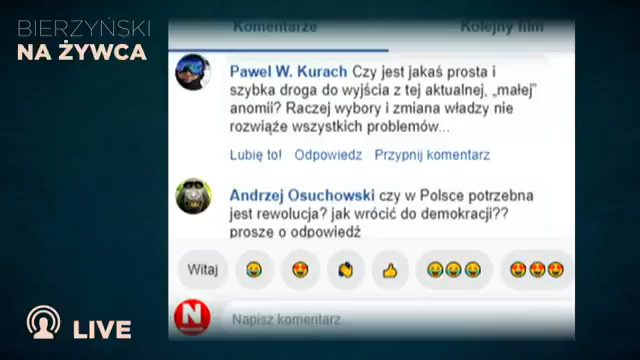 BIERZYŃSKI
NA ŻYWCA
Komentarze
Kolejny film
Paweł W. Kurach Czy jest jakaś prosta i
szybka droga do wyjścia z tej aktualnej, „małej”
anomii? Raczej wybory i zmiana władzy nie
rozwiąże wszystkich problemów...
Lubię to! Odpowiedz Przypnij komentarz
Andrzej Osuchowski czy w Polsce potrzebna
jest rewolucja? jak wrócić do demokracji??
proszę o odpowiedź
Witaj
N
Napisz komentarz...
LIVE